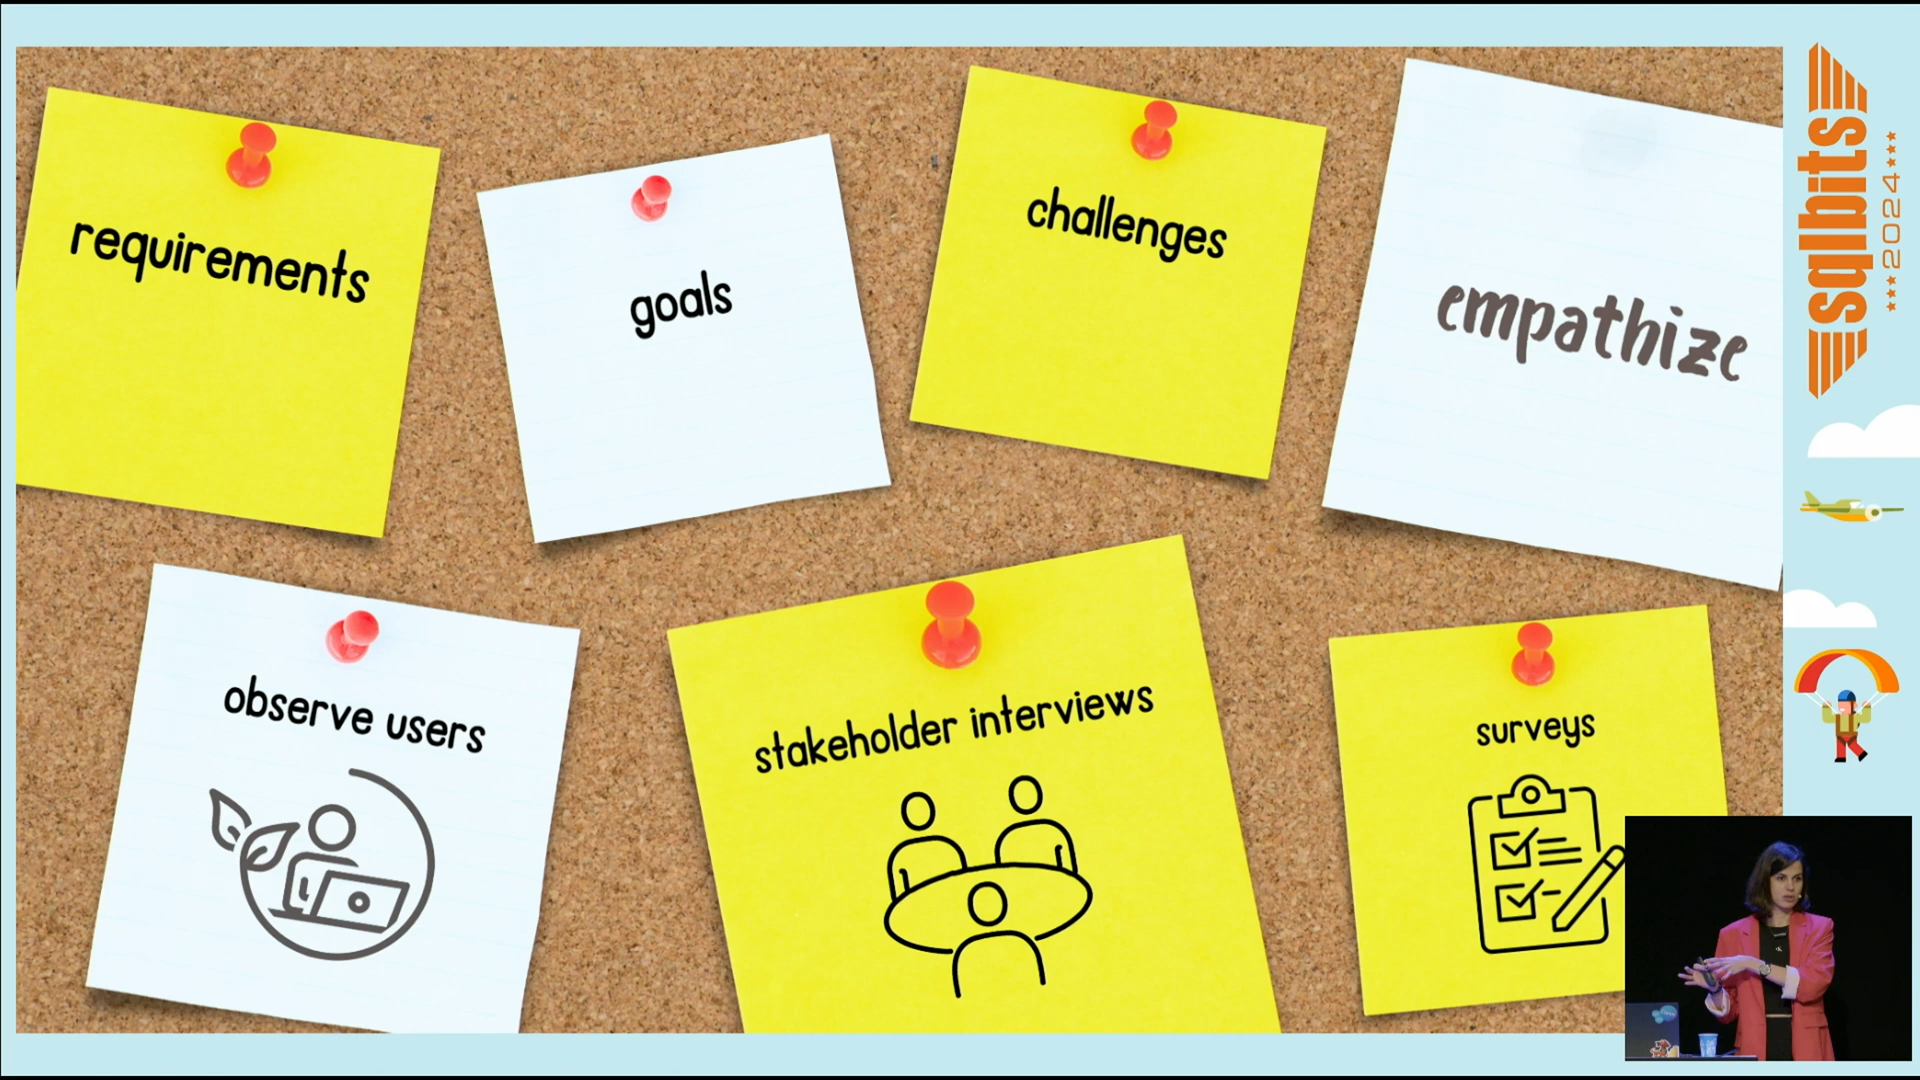 requirements
goals
challenges
empathize
observe users
stakeholder interviews
surveys
sqlbits
2024